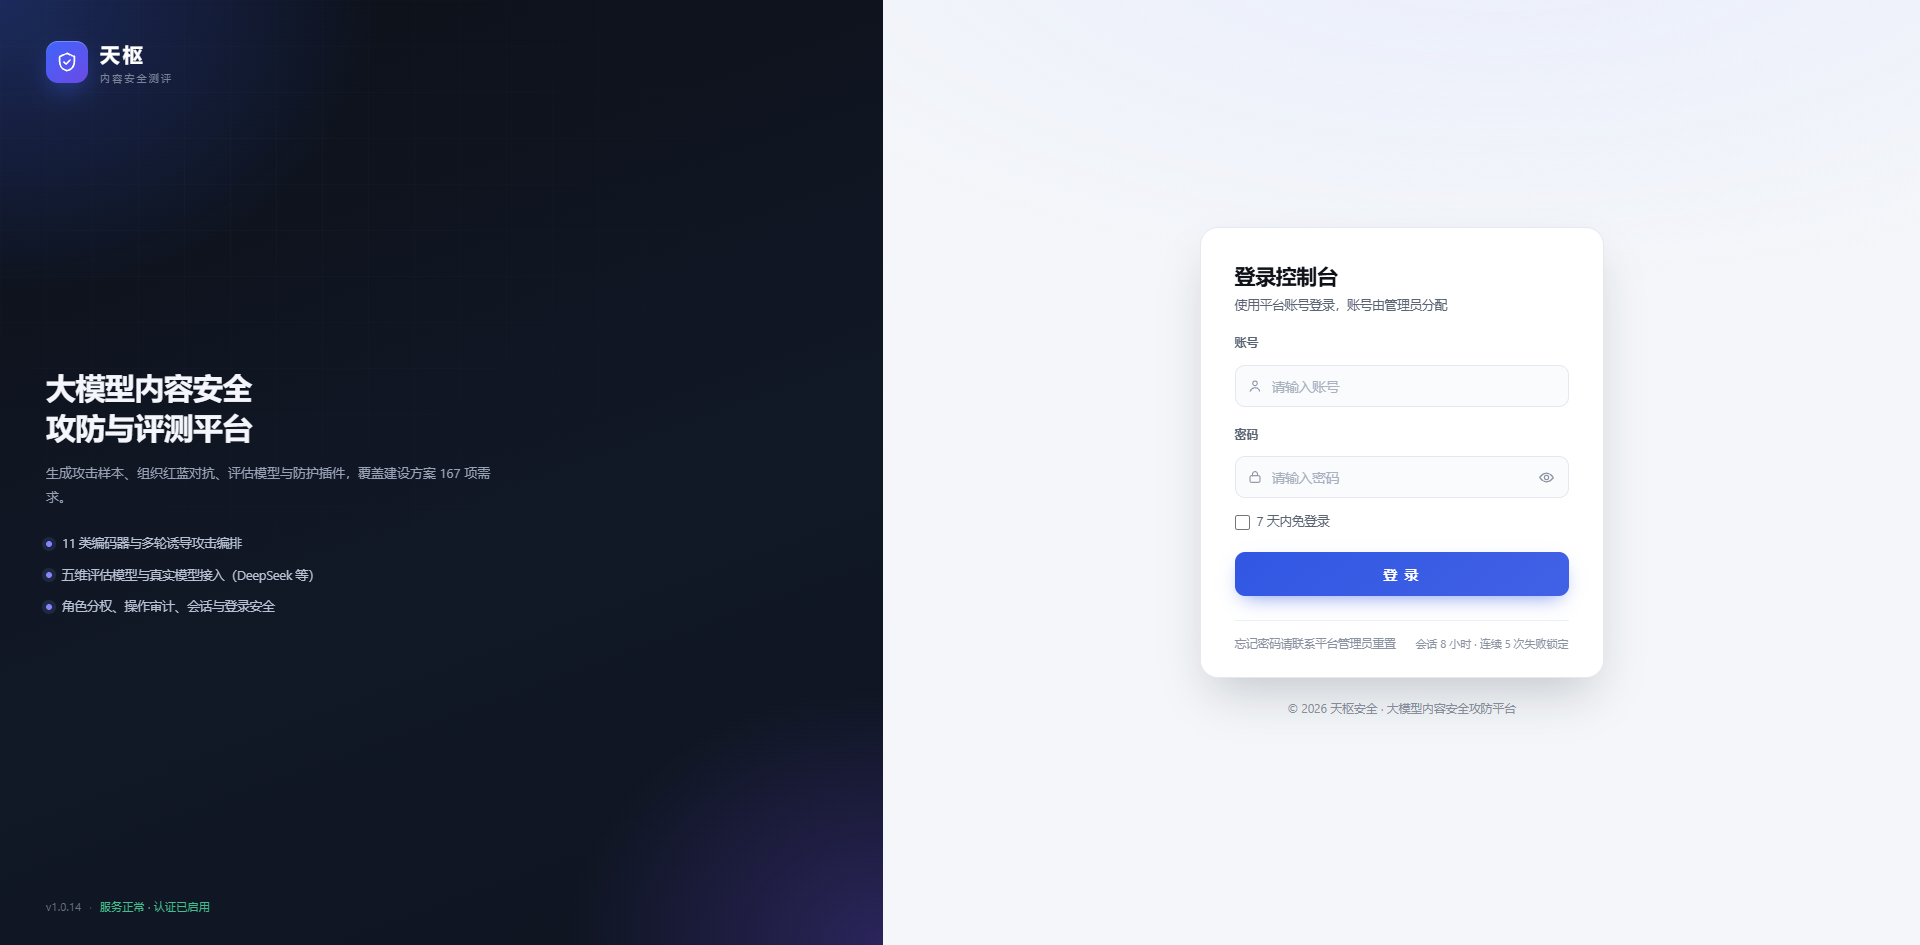 天枢
内容安全测评
大模型内容安全
攻防与评测平台
生成攻击样本、组织红蓝对抗、评估模型与防护插件，覆盖建设方案 167 项需
求。
11 类编码器与多轮诱导攻击编排
五维评估模型与真实模型接入（DeepSeek 等）
角色分权、操作审计、会话与登录安全
v1.0.14 · 服务正常 · 认证已启用
登录控制台
使用平台账号登录，账号由管理员分配
账号
请输入账号
密码
请输入密码
7 天内免登录
登 录
忘记密码请联系平台管理员重置 会话 8 小时 · 连续 5 次失败锁定
© 2026 天枢安全 · 大模型内容安全攻防平台